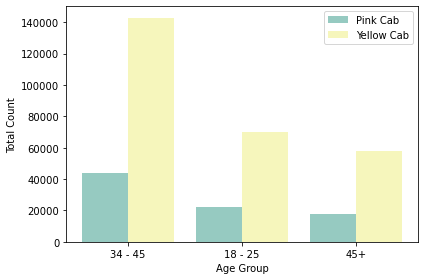 Pink Cab
Yellow Cab
Total Count
140000
120000
100000
80000
60000
40000
20000
0
34 - 45
18 - 25
45+
Age Group